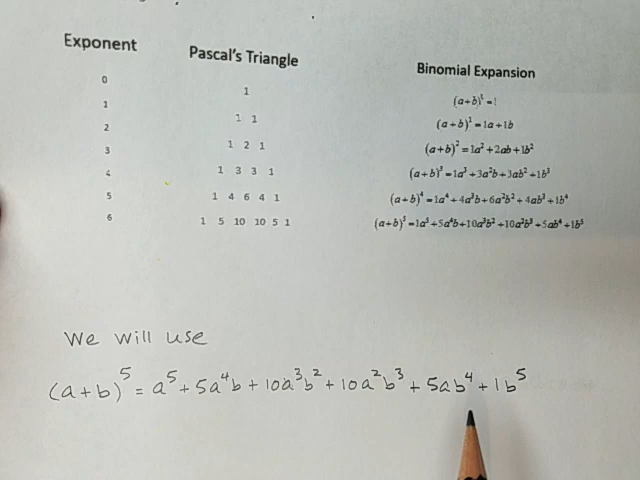 Exponent Pascal's Triangle Binomial Expansion
0 1 (a+b)⁰=1
1 1 1 (a+b)¹=1a+1b
2 1 2 1 (a+b)²=1a²+2ab+1b²
3 1 3 3 1 (a+b)³=1a³+3a²b+3ab²+1b³
4 1 4 6 4 1 (a+b)⁴=1a⁴+4a³b+6a²b²+4ab³+1b⁴
5 1 5 10 10 5 1 (a+b)⁵=1a⁵+5a⁴b+10a³b²+10a²b³+5ab⁴+1b⁵
6
We will use
(a+b)⁵ = a⁵ + 5a⁴b + 10a³b² + 10a²b³ + 5ab⁴ + 1b⁵